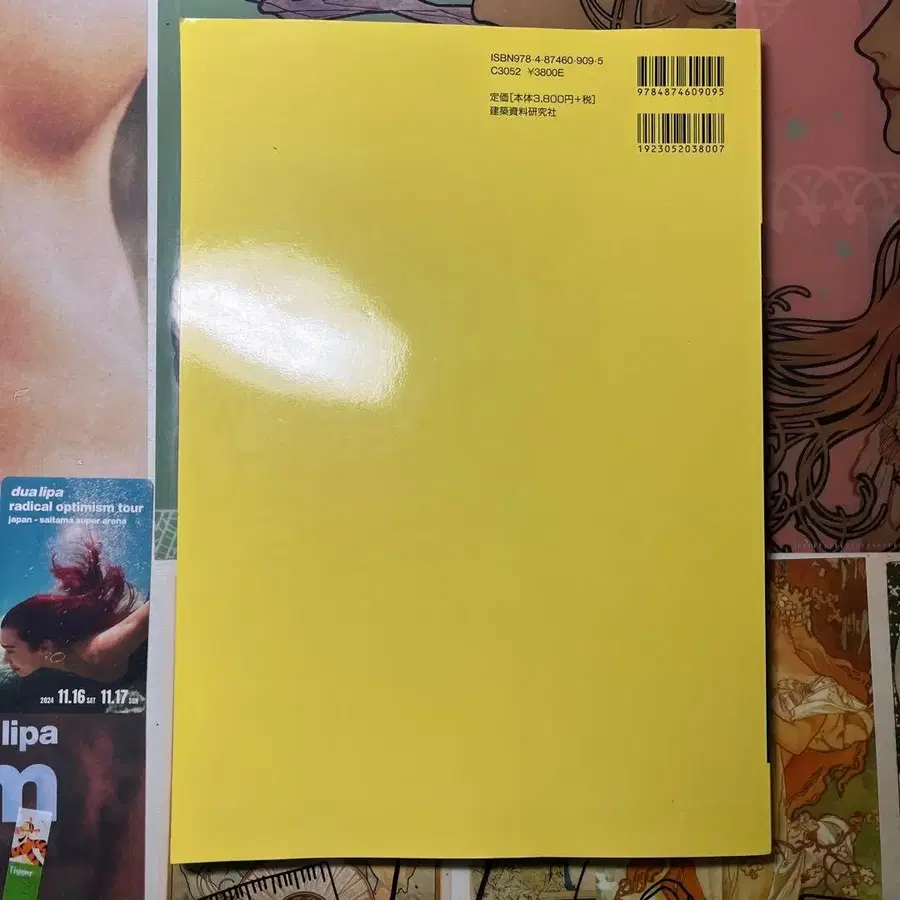 ISBN978-4-87460-909-5
C3052 ¥3800E
定価[本体3,800円+税]
建築資料研究社
9784874609095
1923052038007
dua lipa
radical optimism tour
japan - saitama super arena
2024 11.16 SAT 11.17 SUN
lipa
m
Tigger